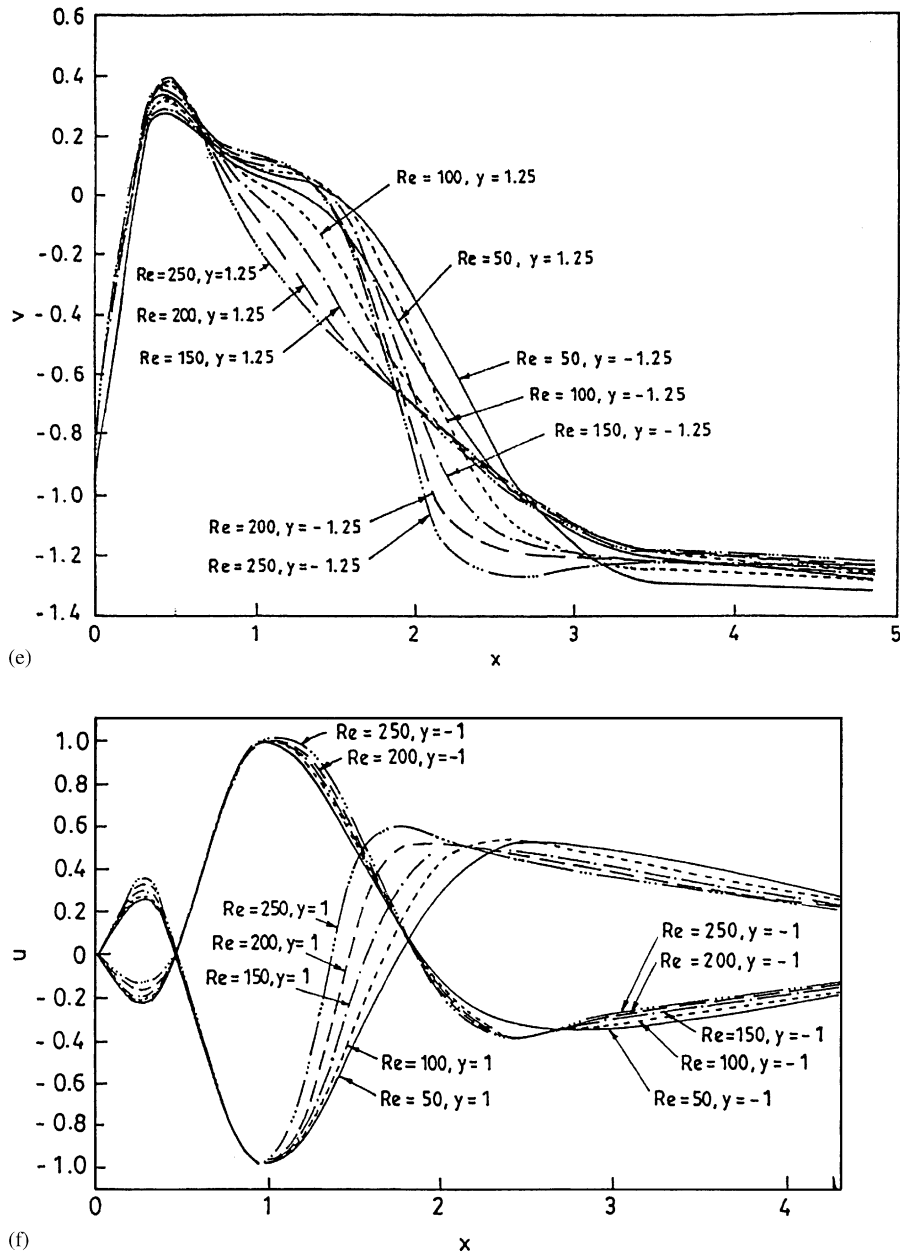 0.6
0.4
0.2
0
-0.2
-0.4
-0.6
-0.8
-1.0
-1.2
-1.4
v
Re = 100, y = 1.25
Re=50, y=1.25
Re=250, y=1.25
Re=200, y=1.25
Re = 150, y = 1.25
Re = 50, y = -1.25
Re = 100, y = -1.25
Re=150, y = -1.25
Re=200, y = -1.25
Re = 250, y = -1.25
0 1 2 3 4 5
x
(e)
1.0
0.8
0.6
0.4
0.2
0
-0.2
-0.4
-0.6
-0.8
-1.0
u
Re = 250, y=-1
Re = 200, y=-1
Re = 250, y=1
Re = 200, y=1
Re = 150, y=1
Re = 250, y = -1
Re = 200, y = -1
Re=150, y = -1
Re=100, y=1
Re = 100, y = -1
Re = 50, y = 1
Re = 50, y = -1
0 1 2 3 4
x
(f)